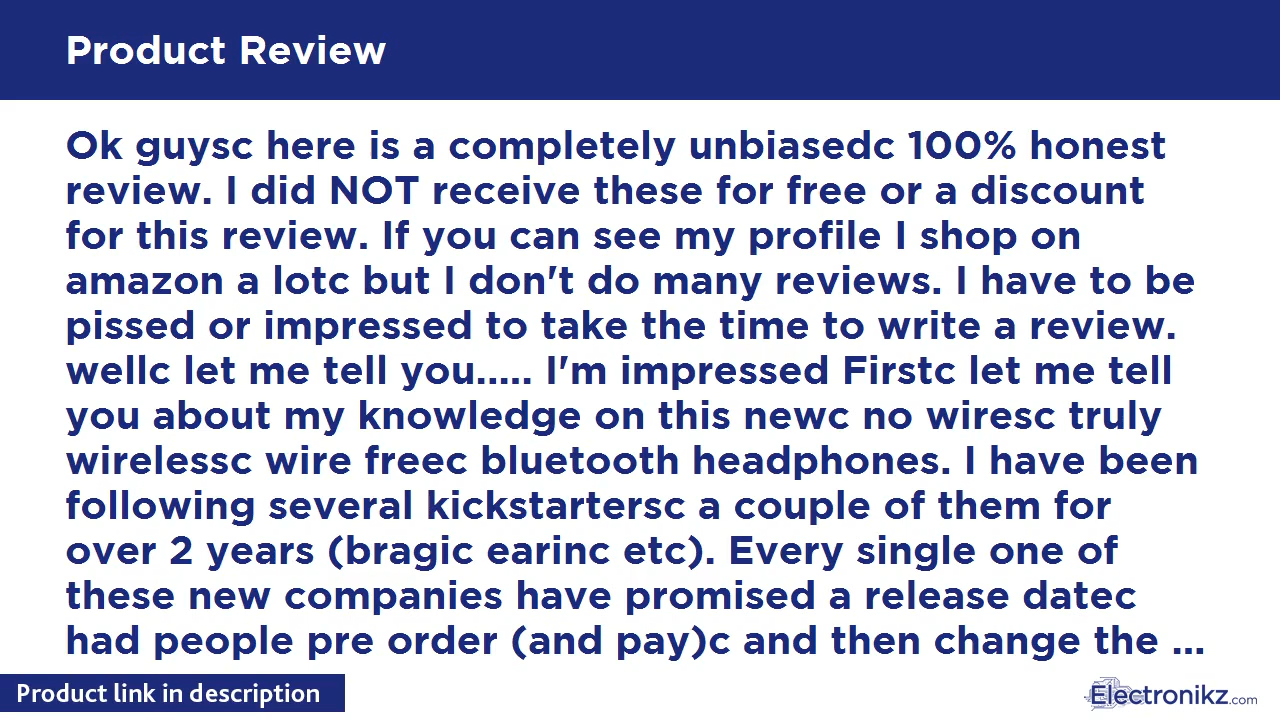 Product Review
Ok guysc here is a completely unbiasedc 100% honest
review. I did NOT receive these for free or a discount
for this review. If you can see my profile I shop on
amazon a lotc but I don't do many reviews. I have to be
pissed or impressed to take the time to write a review.
wellc let me tell you..... I'm impressed Firstc let me tell
you about my knowledge on this newc no wiresc truly
wirelessc wire freec bluetooth headphones. I have been
following several kickstartersc a couple of them for
over 2 years (bragic earinc etc). Every single one of
these new companies have promised a release datec
had people pre order (and pay)c and then change the ...
Product link in description
Electronikz.com